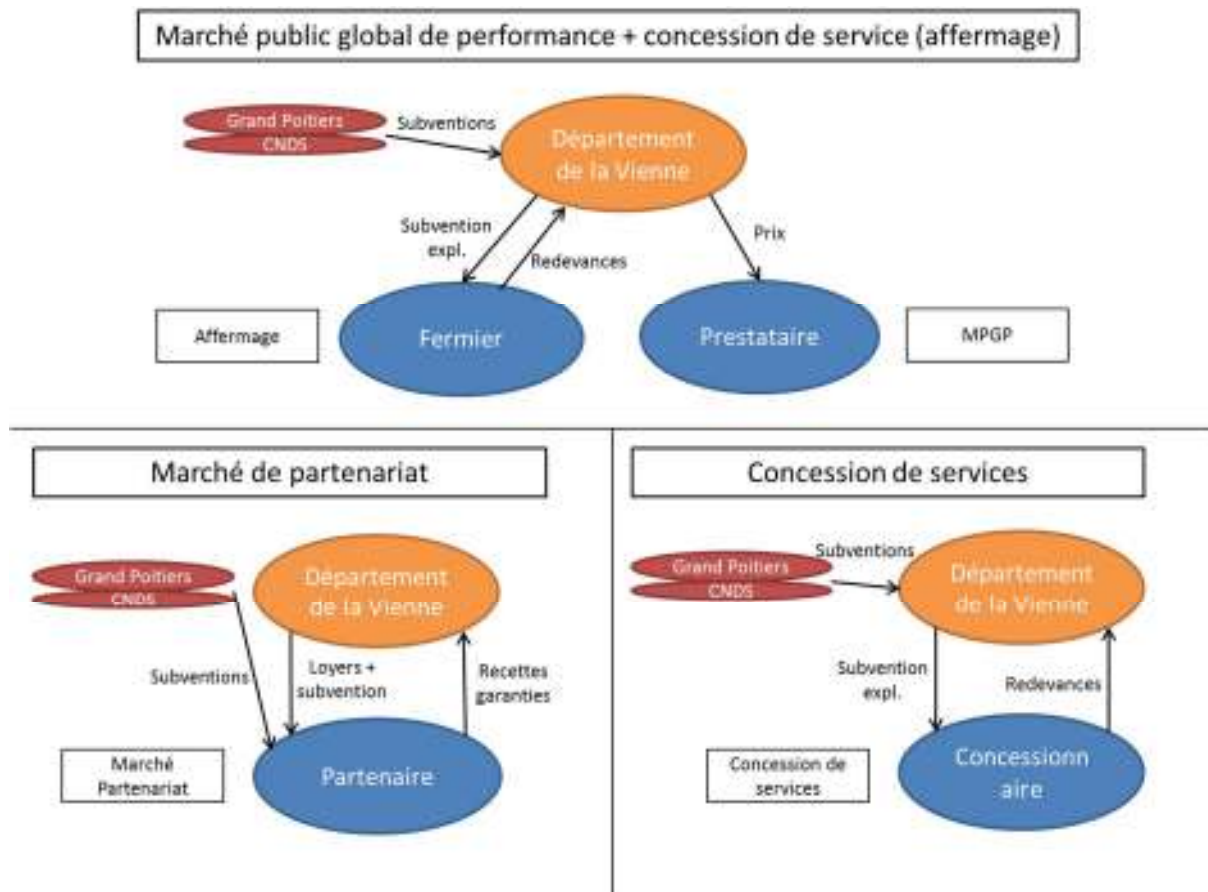 Marché public global de performance + concession de service (affermage)
Grand Poitiers
CNDS
Subventions
Département
de la Vienne
Subvention
expl.
Redevances
Prix
Affermage
Fermier
Prestataire
MPGP
Marché de partenariat
Grand Poitiers
CNDS
Département
de la Vienne
Subventions
Loyers +
subvention
Recettes
garanties
Marché
Partenariat
Partenaire
Concession de services
Grand Poitiers
CNDS
Subventions
Département
de la Vienne
Subvention
expl.
Redevances
Concession de
services
Concessionn
aire